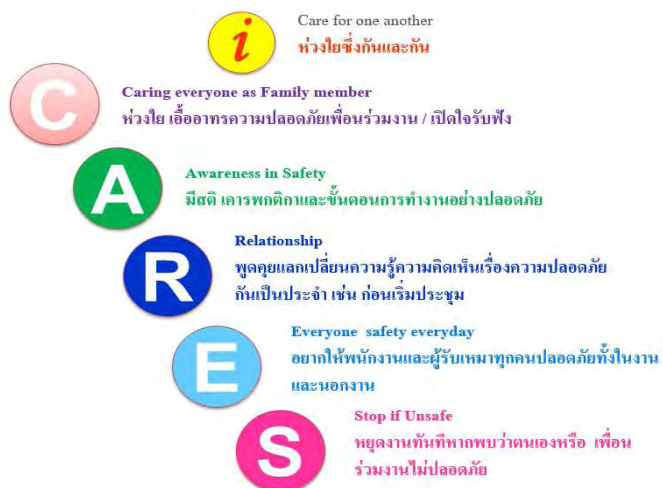 i
Care for one another
ห่วงใยซึ่งกันและกัน
C
Caring everyone as Family member
ห่วงใย เอื้ออาทรความปลอดภัยเพื่อนร่วมงาน / เปิดใจรับฟัง
A
Awareness in Safety
มีสติ เคารพกติกาและขั้นตอนการทำงานอย่างปลอดภัย
R
Relationship
พูดคุยแลกเปลี่ยนความรู้ความคิดเห็นเรื่องความปลอดภัย
กันเป็นประจำ เช่น ก่อนเริ่มประชุม
E
Everyone safety everyday
อยากให้พนักงานและผู้รับเหมาทุกคนปลอดภัยทั้งในงาน
และนอกงาน
S
Stop if Unsafe
หยุดงานทันทีหากพบว่าตนเองหรือ เพื่อน
ร่วมงานไม่ปลอดภัย